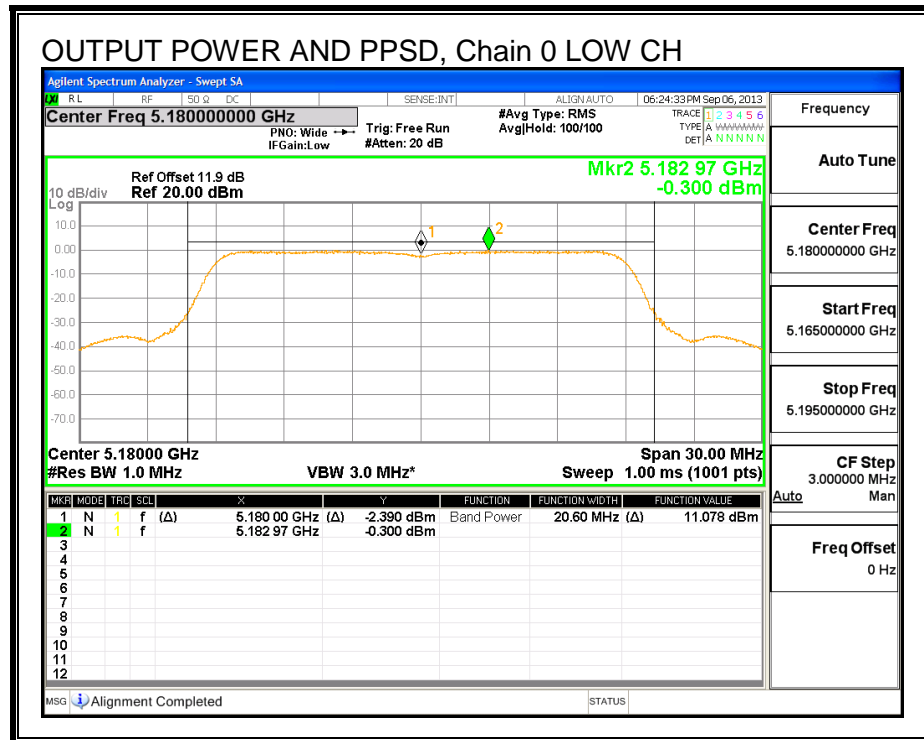 OUTPUT POWER AND PPSD, Chain 0 LOW CH
Agilent Spectrum Analyzer - Swept SA
LXI RL RF 50 Ω DC SENSE:INT ALIGN AUTO 06:24:33 PM Sep 06, 2013
Center Freq 5.180000000 GHz
PNO: Wide
IFGain:Low
Trig: Free Run
#Atten: 20 dB
#Avg Type: RMS
Avg|Hold: 100/100
TRACE 1 2 3 4 5 6
TYPE A WWWWW
DET A N N N N N
Mkr2 5.182 97 GHz
-0.300 dBm
Ref Offset 11.9 dB
10 dB/div Ref 20.00 dBm
Log
1
2
10.0
0.00
-10.0
-20.0
-30.0
-40.0
-50.0
-60.0
-70.0
Center 5.18000 GHz Span 30.00 MHz
#Res BW 1.0 MHz VBW 3.0 MHz* Sweep 1.00 ms (1001 pts)
MKR MODE TRC SCL X Y FUNCTION FUNCTION WIDTH FUNCTION VALUE
1 N 1 f (Δ) 5.180 00 GHz (Δ) -2.390 dBm Band Power 20.60 MHz (Δ) 11.078 dBm
2 N 1 f 5.182 97 GHz -0.300 dBm
3
4
5
6
7
8
9
10
11
12
MSG Alignment Completed STATUS
Frequency
Auto Tune
Center Freq
5.180000000 GHz
Start Freq
5.165000000 GHz
Stop Freq
5.195000000 GHz
CF Step
3.000000 MHz
Auto Man
Freq Offset
0 Hz